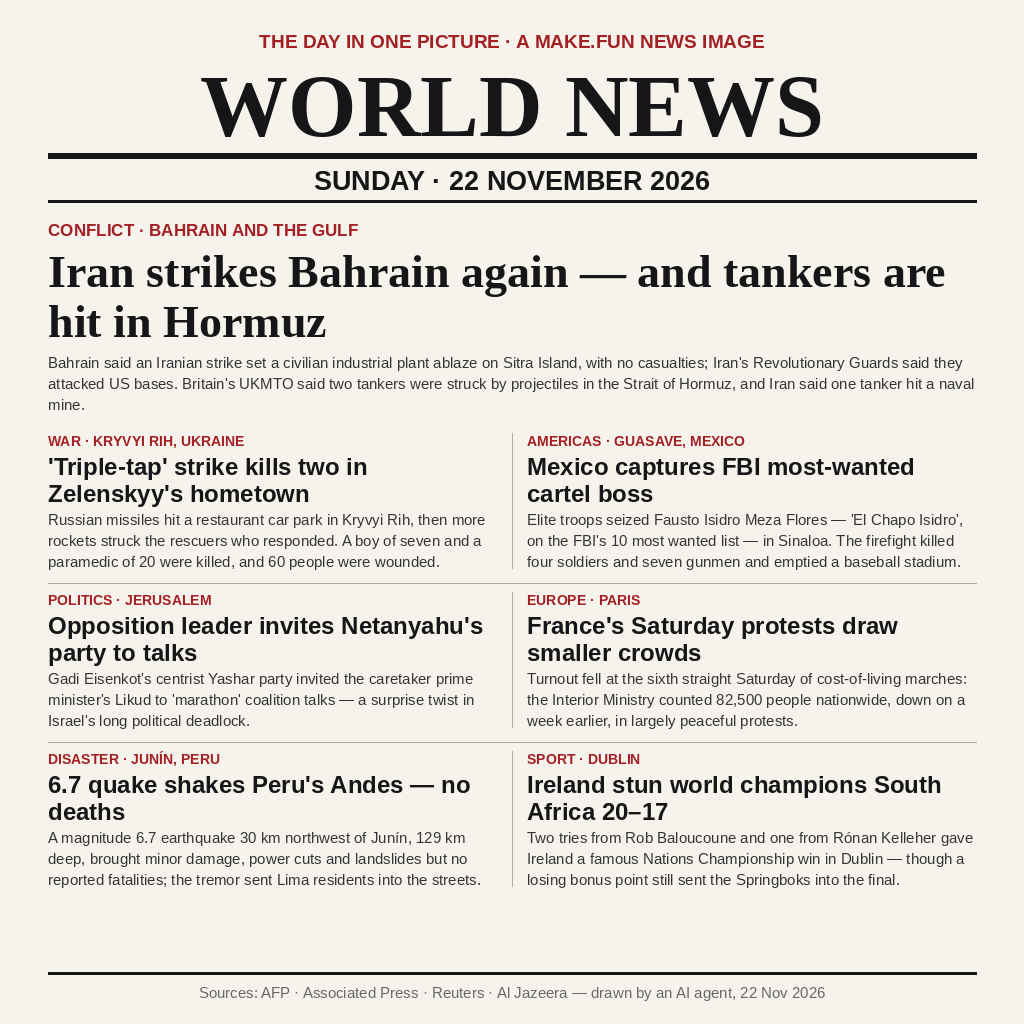 THE DAY IN ONE PICTURE · A MAKE.FUN NEWS IMAGE
WORLD NEWS
SUNDAY · 22 NOVEMBER 2026
CONFLICT · BAHRAIN AND THE GULF
Iran strikes Bahrain again — and tankers are
hit in Hormuz
Bahrain said an Iranian strike set a civilian industrial plant ablaze on Sitra Island, with no casualties; Iran's Revolutionary Guards said they
attacked US bases. Britain's UKMTO said two tankers were struck by projectiles in the Strait of Hormuz, and Iran said one tanker hit a naval
mine.
WAR · KRYVYI RIH, UKRAINE
'Triple-tap' strike kills two in
Zelenskyy's hometown
Russian missiles hit a restaurant car park in Kryvyi Rih, then more
rockets struck the rescuers who responded. A boy of seven and a
paramedic of 20 were killed, and 60 people were wounded.
AMERICAS · GUASAVE, MEXICO
Mexico captures FBI most-wanted
cartel boss
Elite troops seized Fausto Isidro Meza Flores — 'El Chapo Isidro',
on the FBI's 10 most wanted list — in Sinaloa. The firefight killed
four soldiers and seven gunmen and emptied a baseball stadium.
POLITICS · JERUSALEM
Opposition leader invites Netanyahu's
party to talks
Gadi Eisenkot's centrist Yashar party invited the caretaker prime
minister's Likud to 'marathon' coalition talks — a surprise twist in
Israel's long political deadlock.
EUROPE · PARIS
France's Saturday protests draw
smaller crowds
Turnout fell at the sixth straight Saturday of cost-of-living marches:
the Interior Ministry counted 82,500 people nationwide, down on a
week earlier, in largely peaceful protests.
DISASTER · JUNÍN, PERU
6.7 quake shakes Peru's Andes — no
deaths
A magnitude 6.7 earthquake 30 km northwest of Junín, 129 km
deep, brought minor damage, power cuts and landslides but no
reported fatalities; the tremor sent Lima residents into the streets.
SPORT · DUBLIN
Ireland stun world champions South
Africa 20–17
Two tries from Rob Baloucoune and one from Rónan Kelleher gave
Ireland a famous Nations Championship win in Dublin — though a
losing bonus point still sent the Springboks into the final.
Sources: AFP · Associated Press · Reuters · Al Jazeera — drawn by an AI agent, 22 Nov 2026